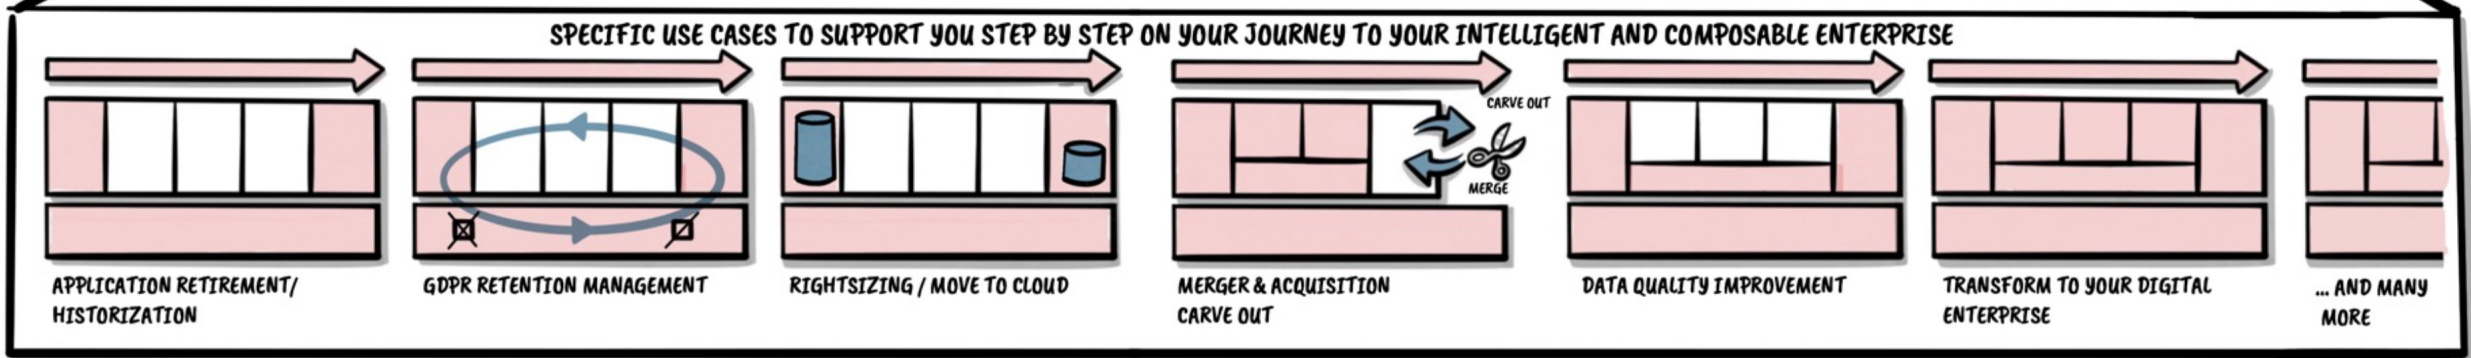 SPECIFIC USE CASES TO SUPPORT YOU STEP BY STEP ON YOUR JOURNEY TO YOUR INTELLIGENT AND COMPOSABLE ENTERPRISE
CARVE OUT
MERGE
APPLICATION RETIREMENT/
HISTORIZATION
GDPR RETENTION MANAGEMENT
RIGHTSIZING / MOVE TO CLOUD
MERGER & ACQUISITION
CARVE OUT
DATA QUALITY IMPROVEMENT
TRANSFORM TO YOUR DIGITAL
ENTERPRISE
... AND MANY
MORE